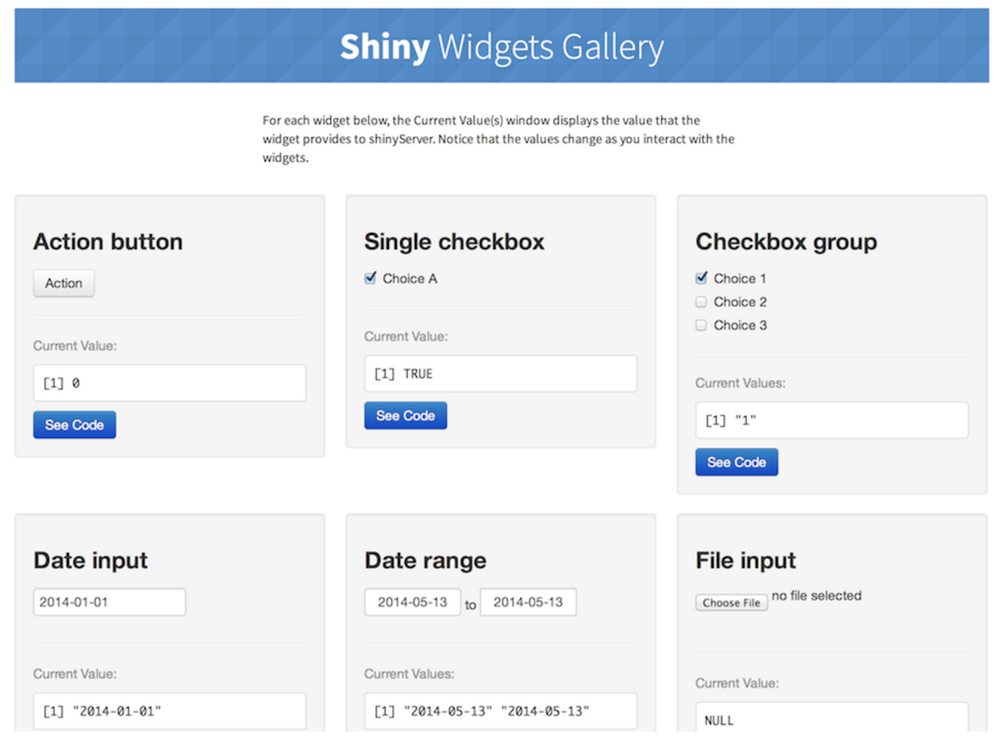 Shiny Widgets Gallery
For each widget below, the Current Value(s) window displays the value that the
widget provides to shinyServer. Notice that the values change as you interact with the
widgets.
Action button
Action
Current Value:
[1] 0
See Code
Single checkbox
Choice A
Current Value:
[1] TRUE
See Code
Checkbox group
Choice 1
Choice 2
Choice 3
Current Values:
[1] "1"
See Code
Date input
2014-01-01
Current Value:
[1] "2014-01-01"
Date range
2014-05-13 to 2014-05-13
Current Values:
[1] "2014-05-13" "2014-05-13"
File input
Choose File no file selected
Current Value:
NULL